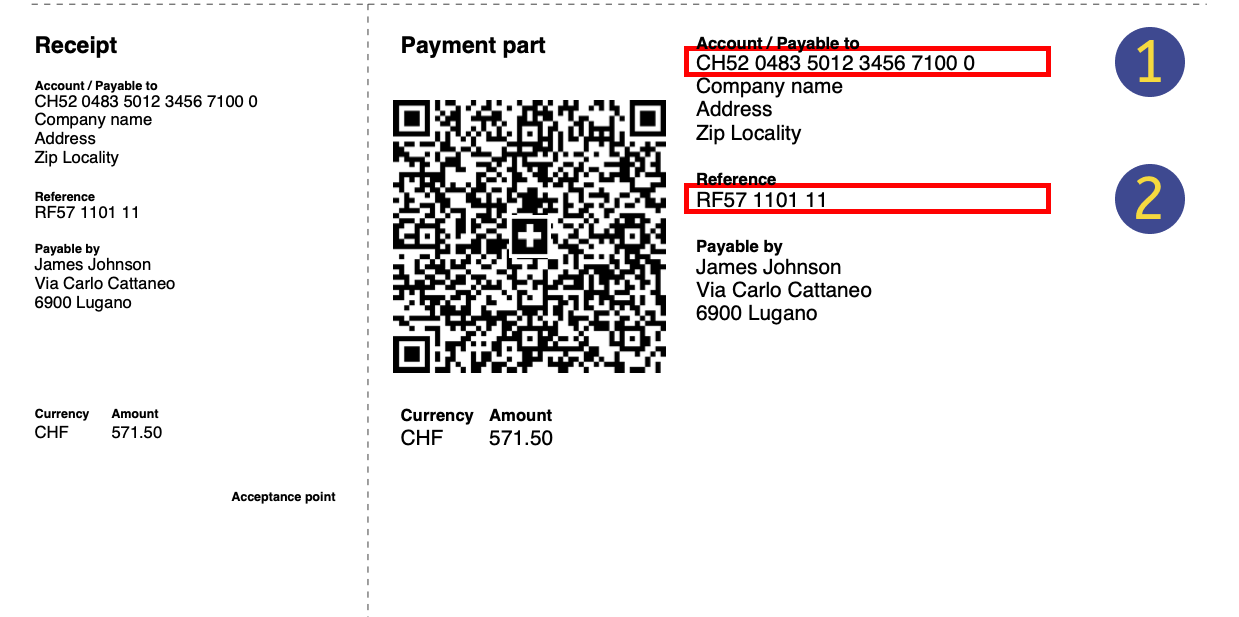 Receipt
Account / Payable to
CH52 0483 5012 3456 7100 0
Company name
Address
Zip Locality
Reference
RF57 1101 11
Payable by
James Johnson
Via Carlo Cattaneo
6900 Lugano
Currency Amount
CHF 571.50
Acceptance point
Payment part
Currency Amount
CHF 571.50
Account / Payable to
CH52 0483 5012 3456 7100 0
Company name
Address
Zip Locality
Reference
RF57 1101 11
Payable by
James Johnson
Via Carlo Cattaneo
6900 Lugano
1
2